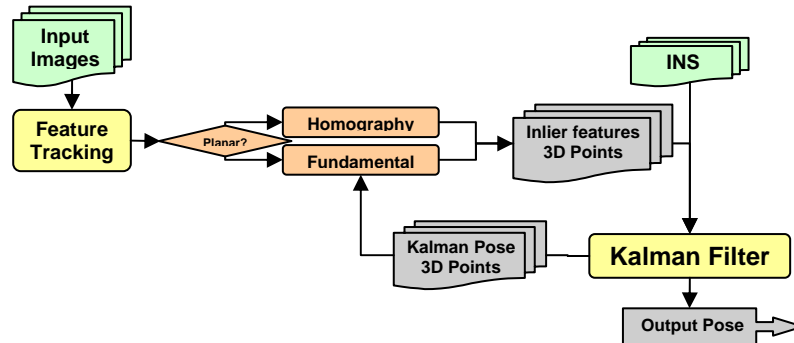 Input
Images
INS
Feature
Tracking
Planar?
Homography
Fundamental
Inlier features
3D Points
Kalman Pose
3D Points
Kalman Filter
Output Pose